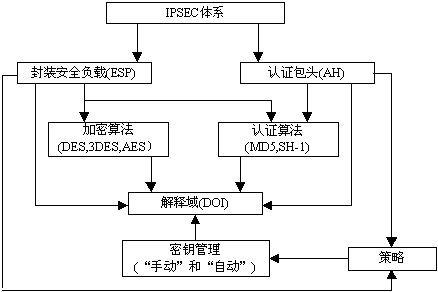 IPSEC体系
封装安全负载(ESP)
认证包头(AH)
加密算法
(DES,3DES,AES)
认证算法
(MD5,SH-1)
解释域(DOI)
密钥管理
(“手动”和“自动”)
策略